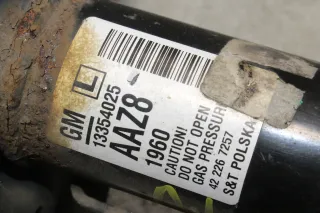 GM L
13354025
AAZ8
1960
CAUTION!
DO NOT OPEN
GAS PRESSURE
42 226 7257
S&T POLSKA